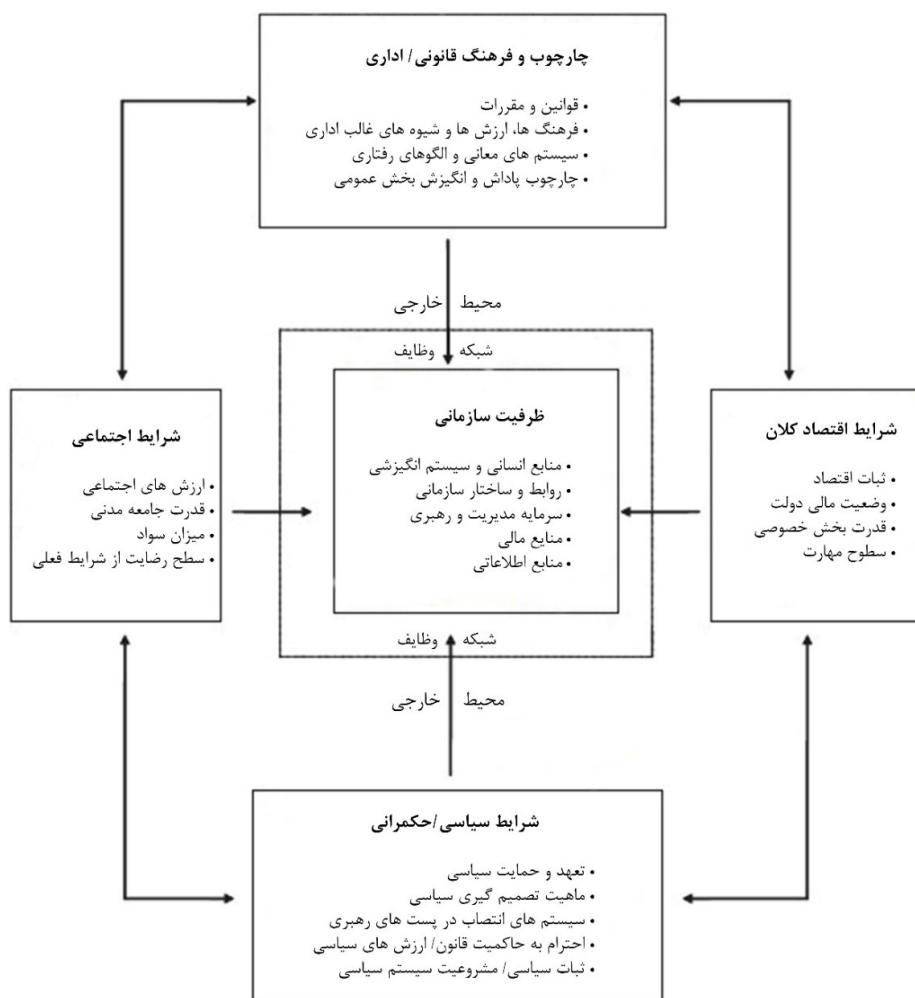 چارچوب و فرهنگ قانونی/ اداری
• قوانین و مقررات
• فرهنگ ها، ارزش ها و شیوه های غالب اداری
• سیستم های معانی و الگوهای رفتاری
• چارچوب پاداش و انگیزش بخش عمومی
محیط خارجی
شبکه وظایف
شرایط اقتصاد کلان
• ثبات اقتصاد
• وضعیت مالی دولت
• قدرت بخش خصوصی
• سطوح مهارت
ظرفیت سازمانی
• منابع انسانی و سیستم انگیزشی
• روابط و ساختار سازمانی
• سرمایه مدیریت و رهبری
• منابع مالی
• منابع اطلاعاتی
شرایط اجتماعی
• ارزش های اجتماعی
• قدرت جامعه مدنی
• میزان سواد
• سطح رضایت از شرایط فعلی
شبکه وظایف
محیط خارجی
شرایط سیاسی/حکمرانی
• تعهد و حمایت سیاسی
• ماهیت تصمیم گیری سیاسی
• سیستم های انتصاب در پست های رهبری
• احترام به حاکمیت قانون/ ارزش های سیاسی
• ثبات سیاسی/ مشروعیت سیستم سیاسی